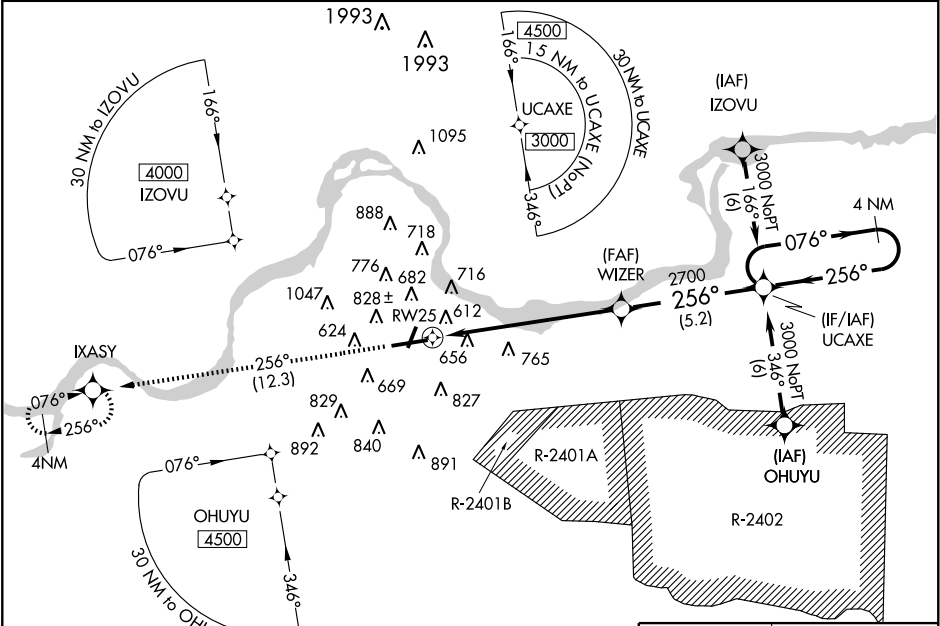 1993
1993
4500
166°
15 NM to UCAXE (NoPT)
30 NM to UCAXE
UCAXE
3000
346°
(IAF)
IZOVU
30 NM to IZOVU
166°
4000
IZOVU
076°
1095
3000 NoPT
166°
(6)
4 NM
076°
256°
888
718
776
682
716
1047
828 ±
RW25
612
624
656
765
(FAF)
WIZER
2700
256°
(5.2)
(IF/IAF)
UCAXE
IXASY
256°
(12.3)
076°
256°
4NM
669
827
829
892
840
891
3000 NoPT
346°
(6)
(IAF)
OHUYU
R-2401A
R-2401B
R-2402
076°
OHUYU
4500
346°
30 NM to